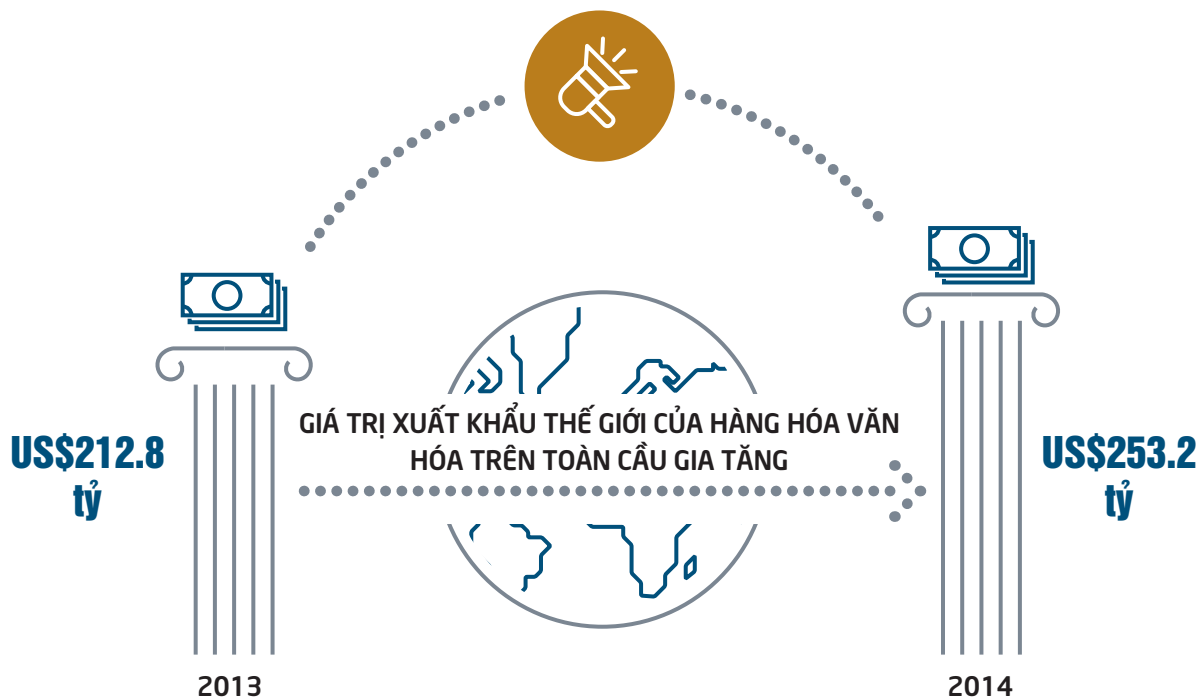 GIÁ TRỊ XUẤT KHẨU THẾ GIỚI CỦA HÀNG HÓA VĂN
HÓA TRÊN TOÀN CẦU GIA TĂNG
US$212.8
tỷ
US$253.2
tỷ
2013
2014